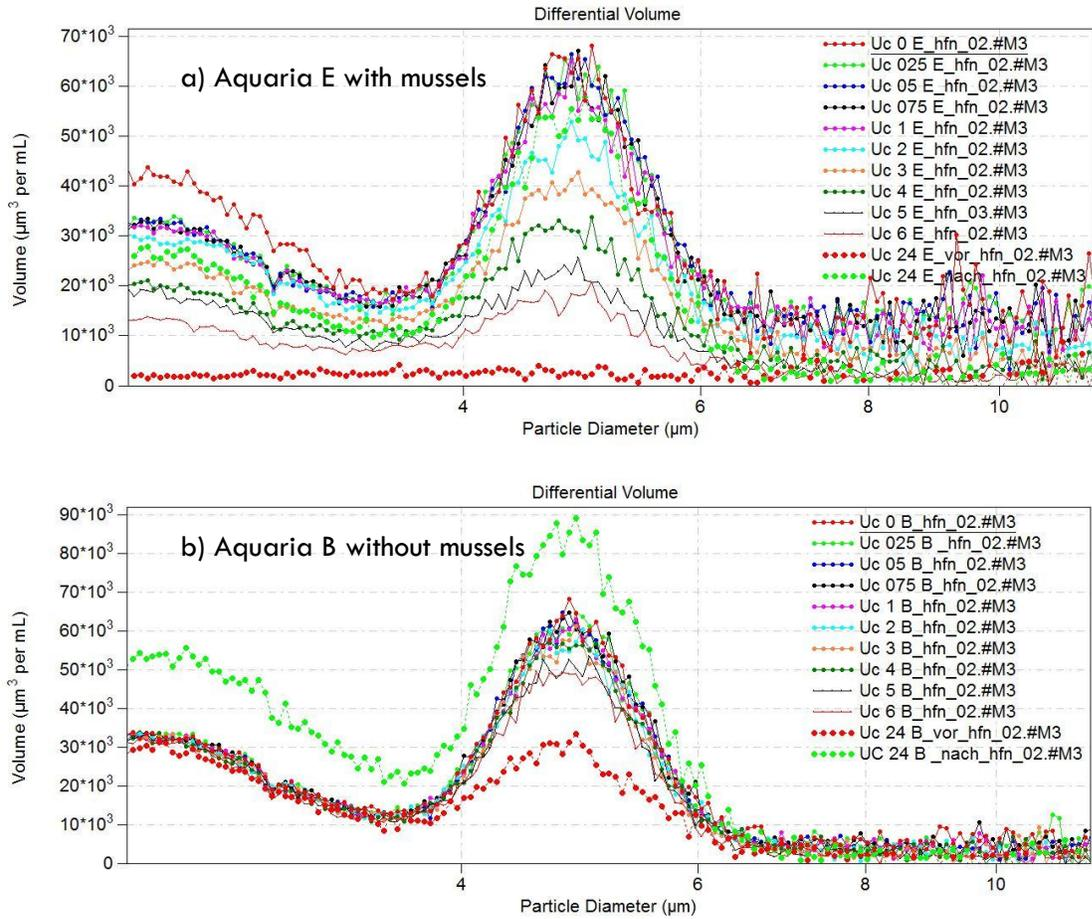 Differential Volume
a) Aquaria E with mussels
Volume (µm³ per mL)
70*10³
60*10³
50*10³
40*10³
30*10³
20*10³
10*10³
0
Uc 0 E_hfn_02.#M3
Uc 025 E_hfn_02.#M3
Uc 05 E_hfn_02.#M3
Uc 075 E_hfn_02.#M3
Uc 1 E_hfn_02.#M3
Uc 2 E_hfn_02.#M3
Uc 3 E_hfn_02.#M3
Uc 4 E_hfn_02.#M3
Uc 5 E_hfn_03.#M3
Uc 6 E_hfn_02.#M3
Uc 24 E_vor_hfn_02.#M3
Uc 24 E_nach_hfn_02.#M3
4 6 8 10
Particle Diameter (µm)
Differential Volume
b) Aquaria B without mussels
Volume (µm³ per mL)
90*10³
80*10³
70*10³
60*10³
50*10³
40*10³
30*10³
20*10³
10*10³
0
Uc 0 B_hfn_02.#M3
Uc 025 B_hfn_02.#M3
Uc 05 B_hfn_02.#M3
Uc 075 B_hfn_02.#M3
Uc 1 B_hfn_02.#M3
Uc 2 B_hfn_02.#M3
Uc 3 B_hfn_02.#M3
Uc 4 B_hfn_02.#M3
Uc 5 B_hfn_02.#M3
Uc 6 B_hfn_02.#M3
Uc 24 B_vor_hfn_02.#M3
UC 24 B _nach_hfn_02.#M3
4 6 8 10
Particle Diameter (µm)